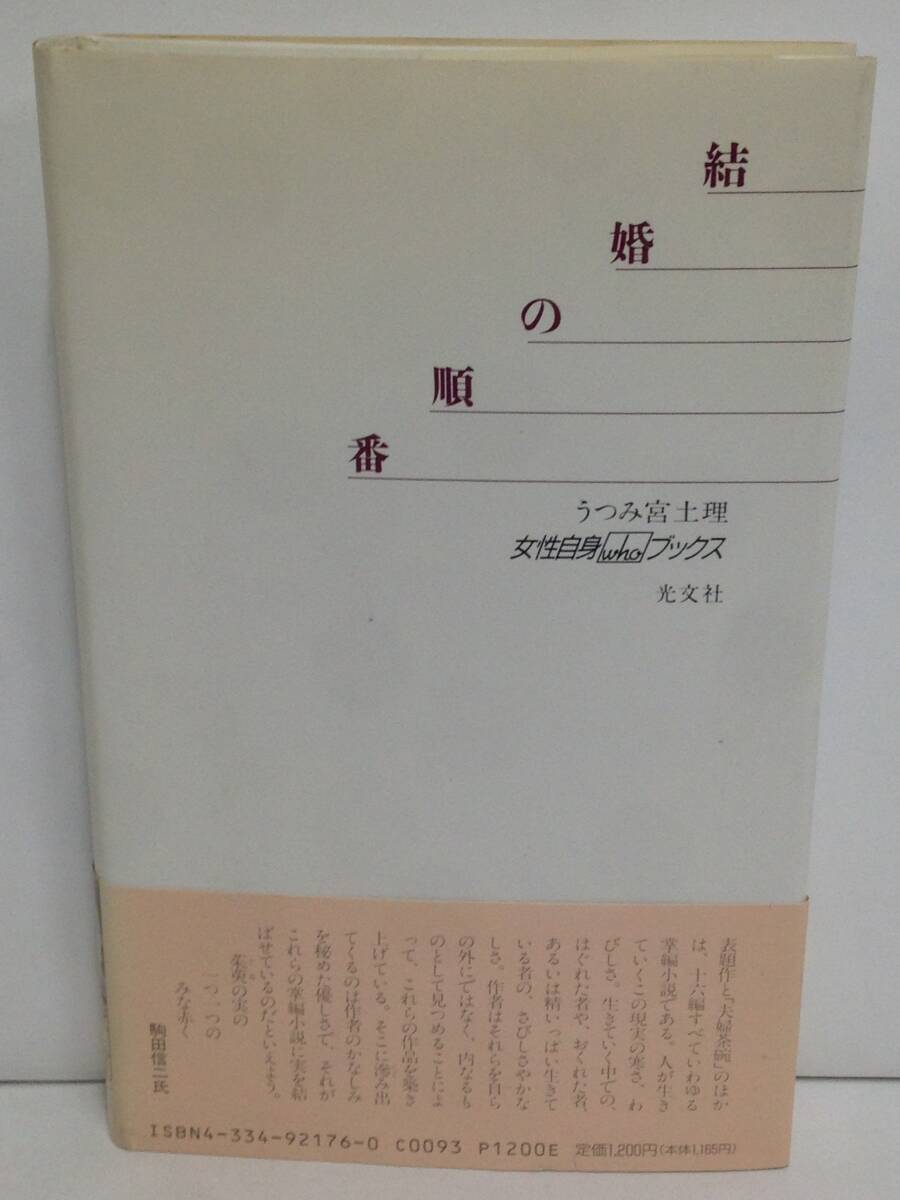 結婚の順番
うつみ宮土理
女性自身who ブックス
光文社
表題作と「夫婦茶碗」のほか
は、十六編すべていわゆる
掌編小説である。人が生き
ていくこの現実の寒さ、わ
びしさ。生きていく中での、
はぐれた者や、おくれた者、
あるいは精いっぱい生きて
いる者の、さびしさやかな
しさ。作者はそれらを自ら
の外にではなく、内なるも
のとして見つめることによ
って、これらの作品を築き
上げている。そこに滲み出
てくるのは作者のかなしみ
を秘めた優しさで、それが
これらの掌編小説に実を結
ばせているのだといえよう。
茱萸の実の
一つ一つの
みな赤く
駒田信二氏
ISBN4-334-92176-0 C0093 P1200E 定価1,200円(本体1,165円)